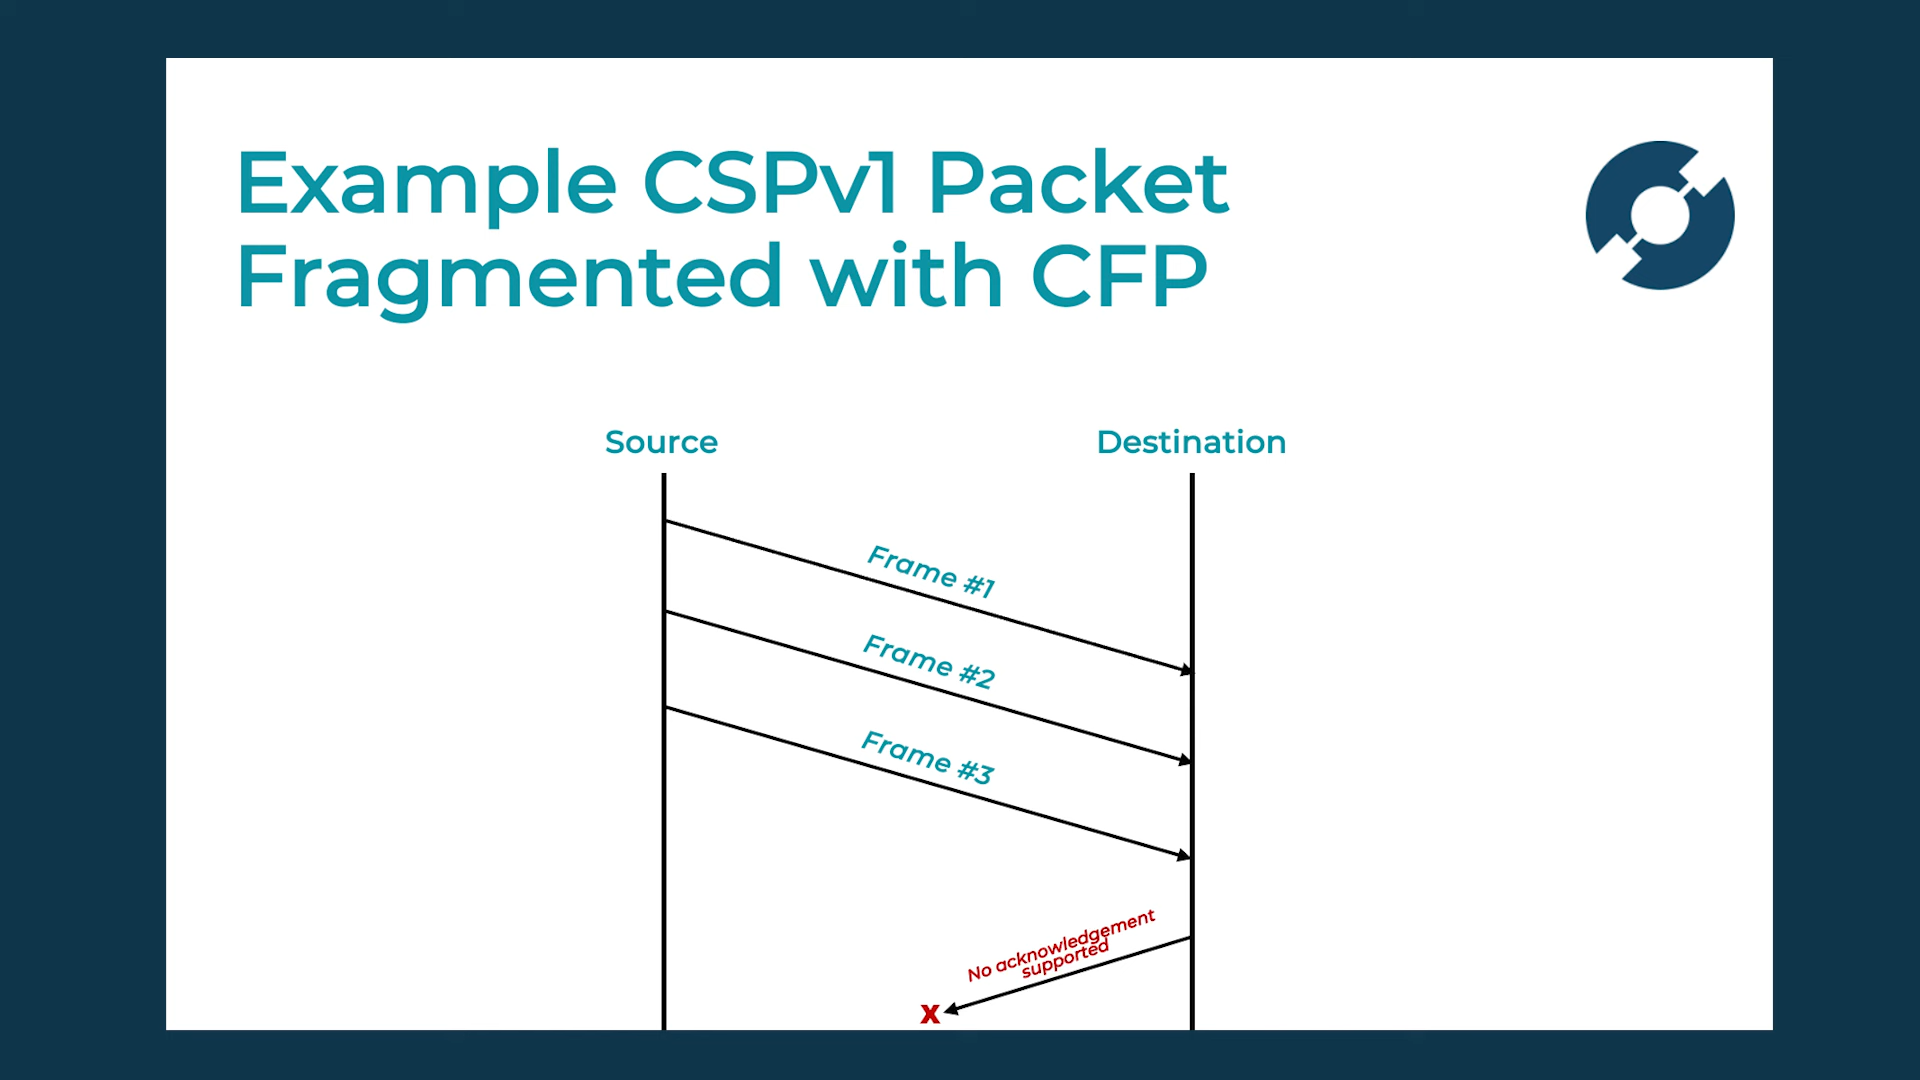 Example CSPv1 Packet
Fragmented with CFP
Source
Destination
Frame #1
Frame #2
Frame #3
No acknowledgement
supported
X